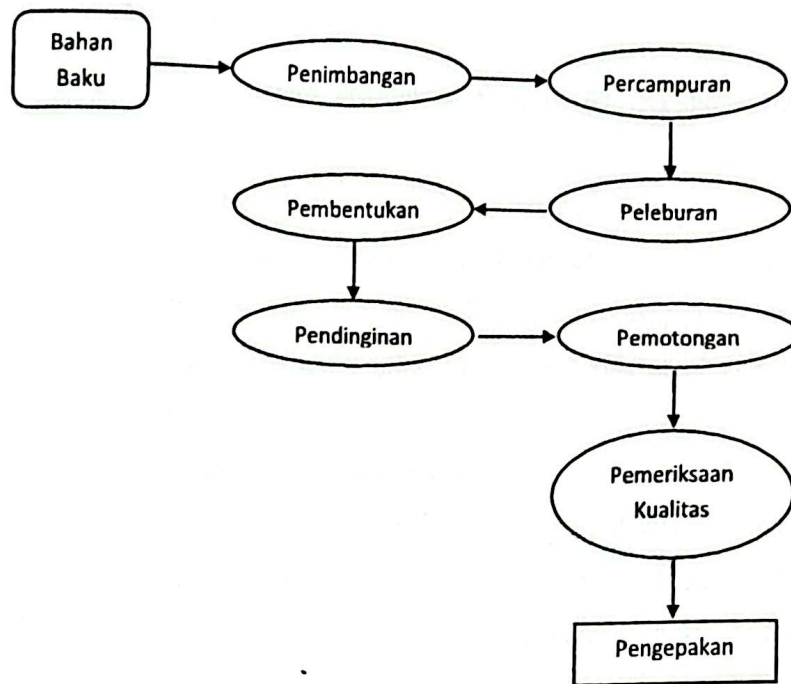 Bahan
Baku
Penimbangan
Percampuran
Peleburan
Pembentukan
Pendinginan
Pemotongan
Pemeriksaan
Kualitas
Pengepakan